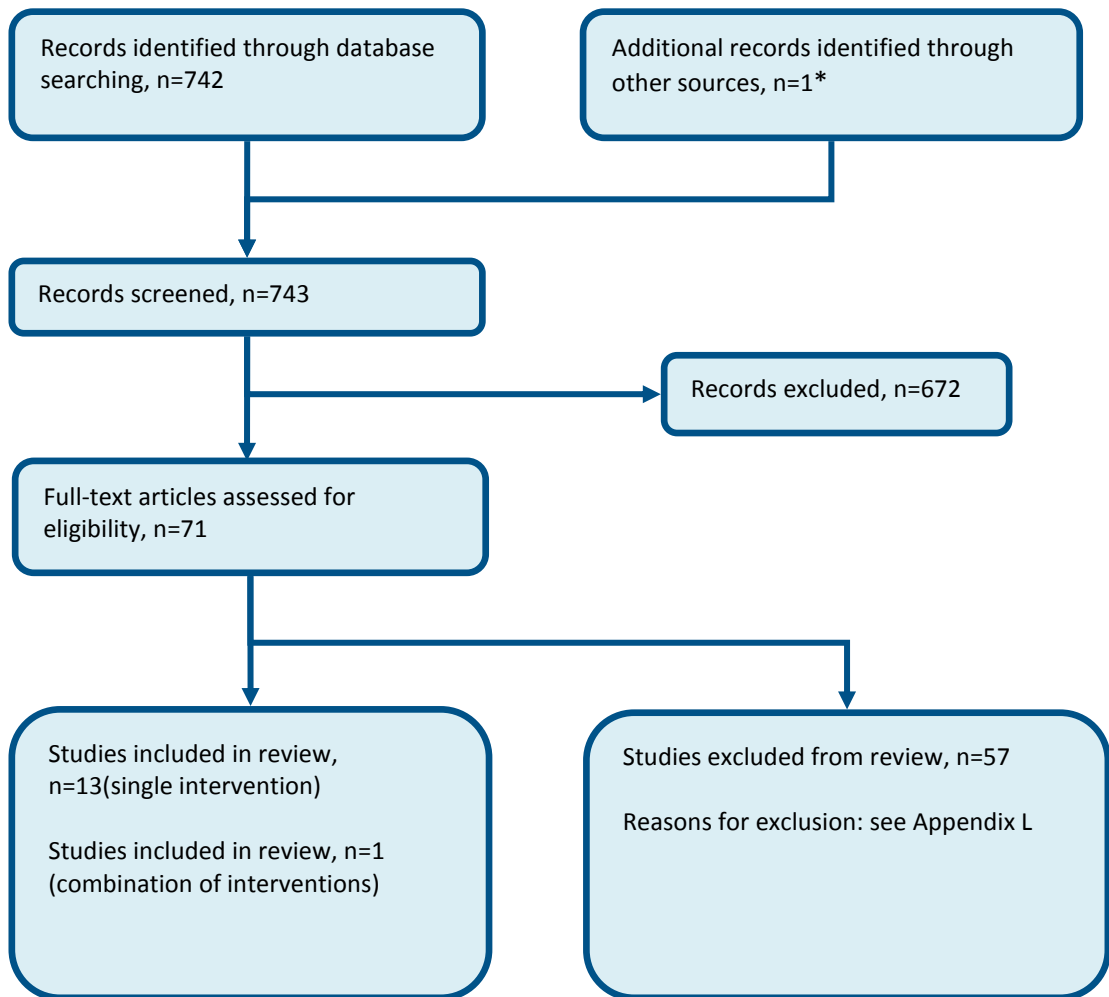 Records identified through database
searching, n=742
Additional records identified through
other sources, n=1*
Records screened, n=743
Records excluded, n=672
Full-text articles assessed for
eligibility, n=71
Studies included in review,
n=13(single intervention)
Studies included in review, n=1
(combination of interventions)
Studies excluded from review, n=57
Reasons for exclusion: see Appendix L